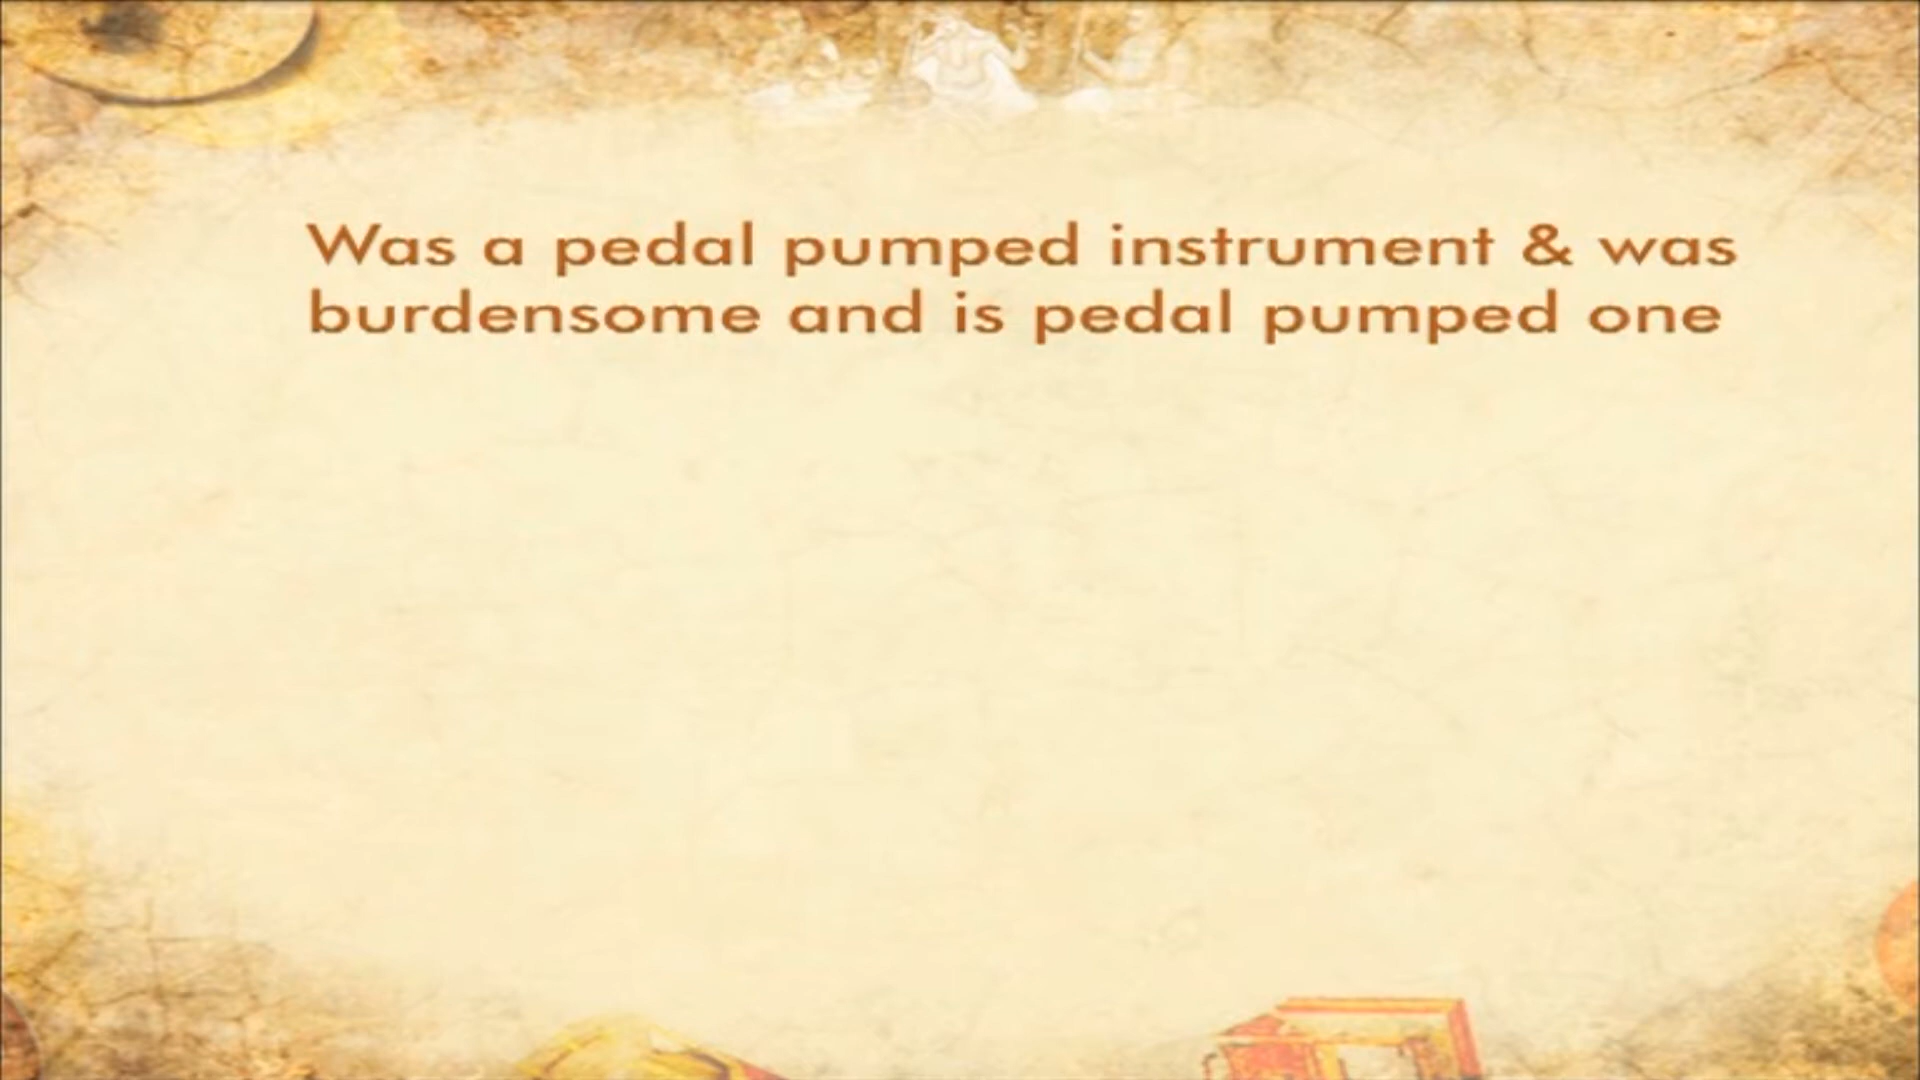 Was a pedal pumped instrument & was
burdensome and is pedal pumped one